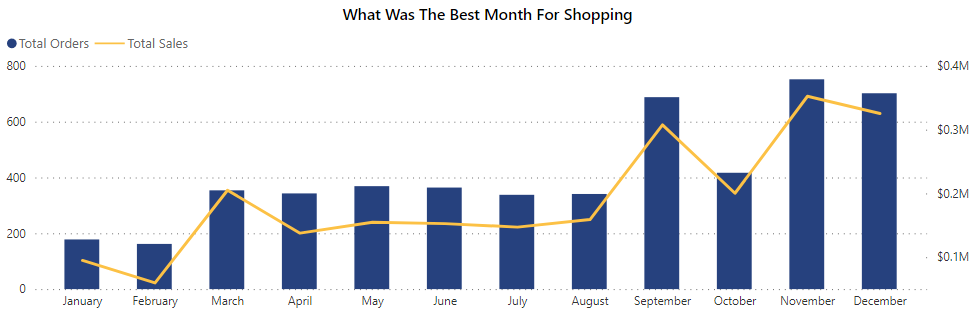 What Was The Best Month For Shopping
Total Orders Total Sales
800 $0.4M
600 $0.3M
400 $0.2M
200 $0.1M
0
January February March April May June July August September October November December